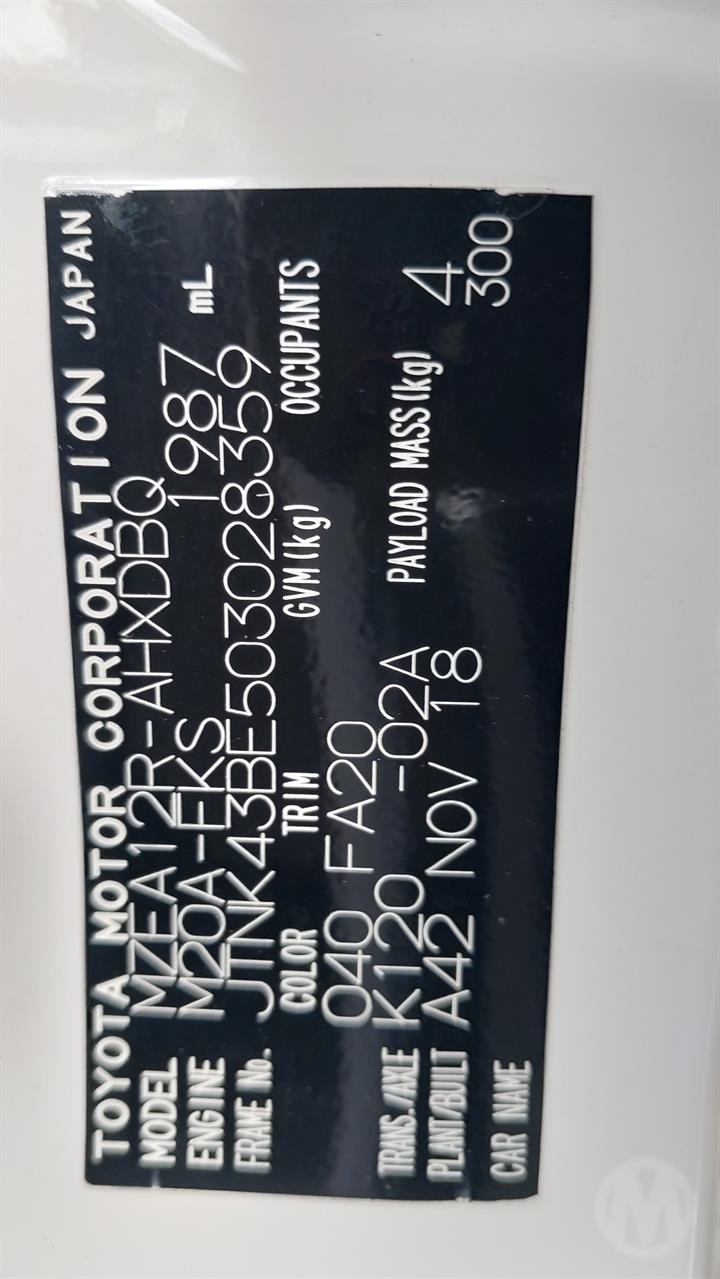 TOYOTA MOTOR CORPORATION JAPAN
MODEL MZEA12R-AHXDBQ
ENGINE M20A-FKS 1987 mL
FRAME No. JTNK43BE503028359
COLOR TRIM GVM(kg) OCCUPANTS
040 FA20 4
TRANS./AXLE K120 -02A PAYLOAD MASS(kg) 300
PLANT/BUILT A42 NOV 18
CAR NAME
M